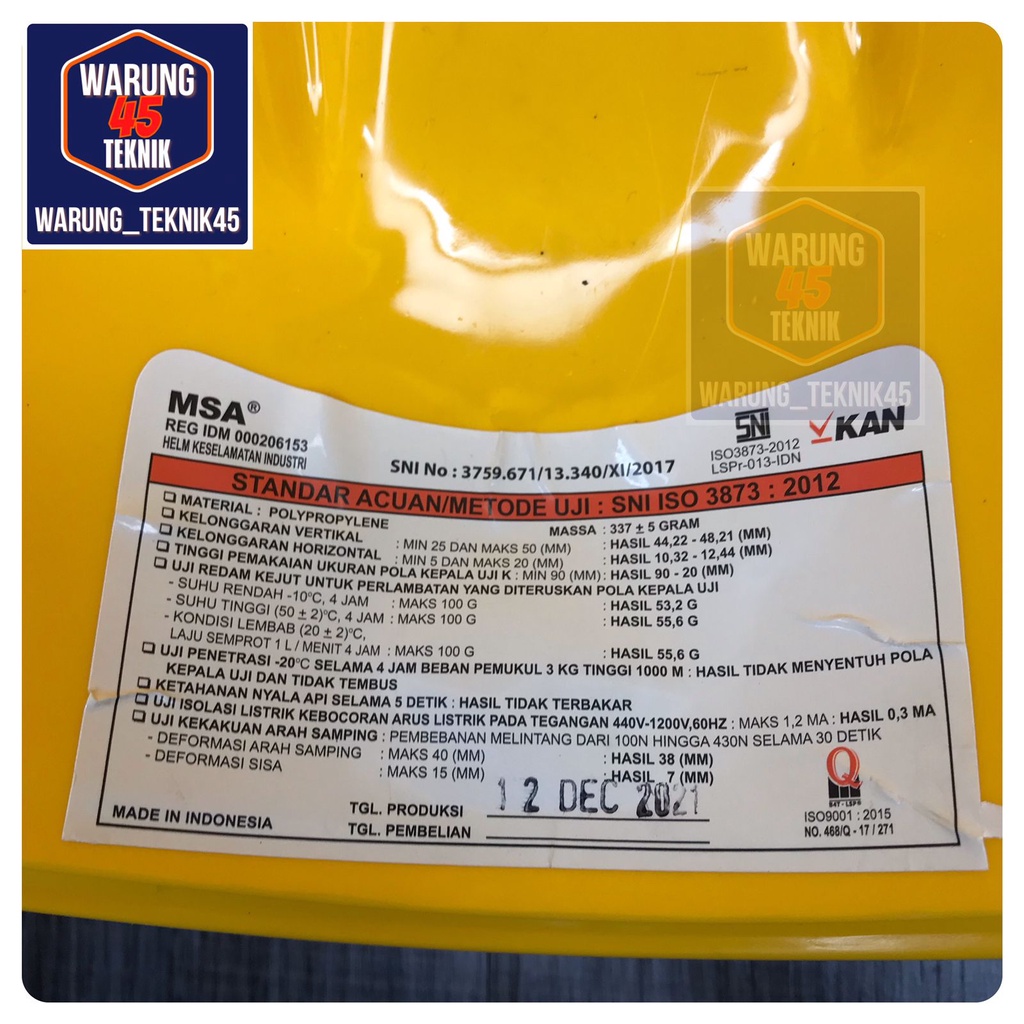 WARUNG
45
TEKNIK
WARUNG_TEKNIK45
WARUNG
45
TEKNIK
WARUNG_TEKNIK45
MSA®
REG IDM 000206153
HELM KESELAMATAN INDUSTRI
SNI No : 3759.671/13.340/XI/2017
SNI
ISO3873-2012
LSPr-013-IDN
KAN
STANDAR ACUAN/METODE UJI : SNI ISO 3873 : 2012
MATERIAL : POLYPROPYLENE MASSA : 337 ± 5 GRAM
KELONGGARAN VERTIKAL : MIN 25 DAN MAKS 50 (MM) : HASIL 44,22 - 48,21 (MM)
KELONGGARAN HORIZONTAL : MIN 5 DAN MAKS 20 (MM) : HASIL 10,32 - 12,44 (MM)
TINGGI PEMAKAIAN UKURAN POLA KEPALA UJI K : MIN 90 (MM) : HASIL 90 - 20 (MM)
UJI REDAM KEJUT UNTUK PERLAMBATAN YANG DITERUSKAN POLA KEPALA UJI
- SUHU RENDAH -10°C, 4 JAM : MAKS 100 G : HASIL 53,2 G
- SUHU TINGGI (50 ± 2)°C, 4 JAM : MAKS 100 G : HASIL 55,6 G
- KONDISI LEMBAB (20 ± 2)°C,
LAJU SEMPROT 1 L / MENIT 4 JAM : MAKS 100 G : HASIL 55,6 G
UJI PENETRASI -20°C SELAMA 4 JAM BEBAN PEMUKUL 3 KG TINGGI 1000 M : HASIL TIDAK MENYENTUH POLA
KEPALA UJI DAN TIDAK TEMBUS
KETAHANAN NYALA API SELAMA 5 DETIK : HASIL TIDAK TERBAKAR
UJI ISOLASI LISTRIK KEBOCORAN ARUS LISTRIK PADA TEGANGAN 440V-1200V,60HZ : MAKS 1,2 MA : HASIL 0,3 MA
UJI KEKAKUAN ARAH SAMPING : PEMBEBANAN MELINTANG DARI 100N HINGGA 430N SELAMA 30 DETIK
- DEFORMASI ARAH SAMPING : MAKS 40 (MM) : HASIL 38 (MM)
- DEFORMASI SISA : MAKS 15 (MM) : HASIL 7 (MM)
MADE IN INDONESIA
TGL. PRODUKSI 12 DEC 2021
TGL. PEMBELIAN
Q
S4Y - LSPR
ISO9001 : 2015
NO. 468/Q - 17 / 271